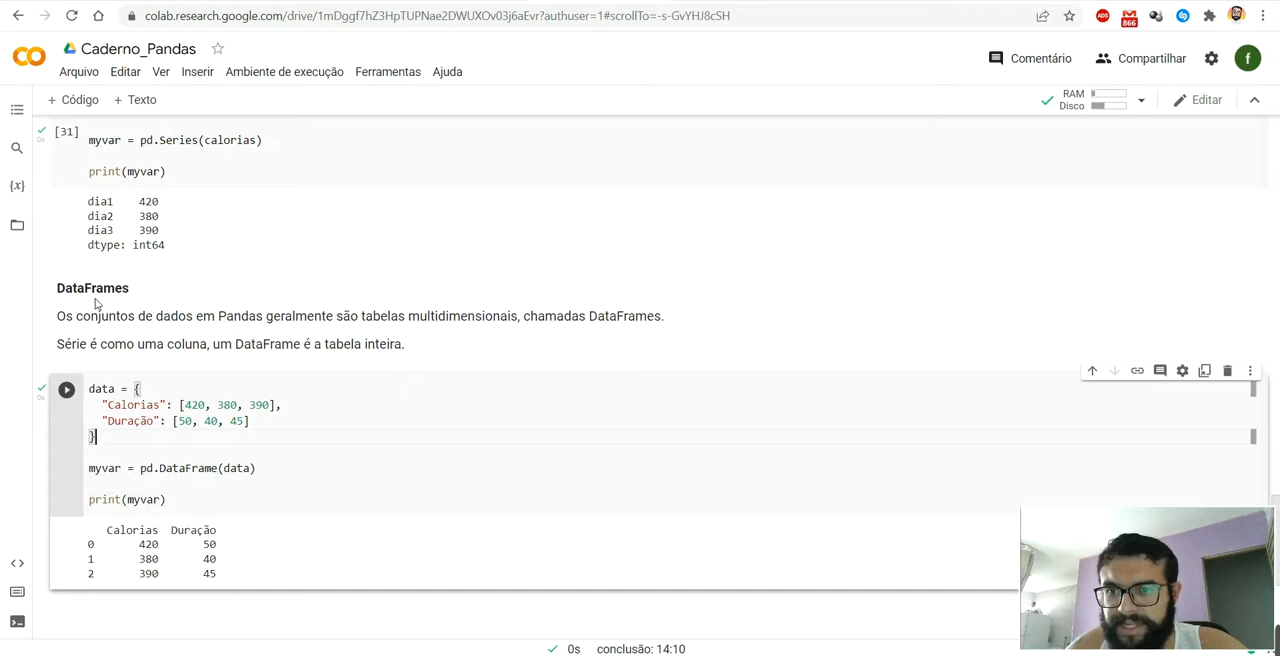 colab.research.google.com/drive/1mDggf7hZ3HpTUPNae2DWUXOv03j6aEvr?authuser=1#scrollTo=-s-GvYHJ8cSH
ADS
866
CO
Caderno_Pandas
Comentário
Compartilhar
f
Arquivo Editar Ver Inserir Ambiente de execução Ferramentas Ajuda
+ Código + Texto
RAM
Disco
Editar
[31]
0s
myvar = pd.Series(calorias)
print(myvar)
dia1 420
dia2 380
dia3 390
dtype: int64
{x}
DataFrames
Os conjuntos de dados em Pandas geralmente são tabelas multidimensionais, chamadas DataFrames.
Série é como uma coluna, um DataFrame é a tabela inteira.
0s
data = {
"Calorias": [420, 380, 390],
"Duração": [50, 40, 45]
}
myvar = pd.DataFrame(data)
print(myvar)
Calorias Duração
0 420 50
1 380 40
2 390 45
0s conclusão: 14:10